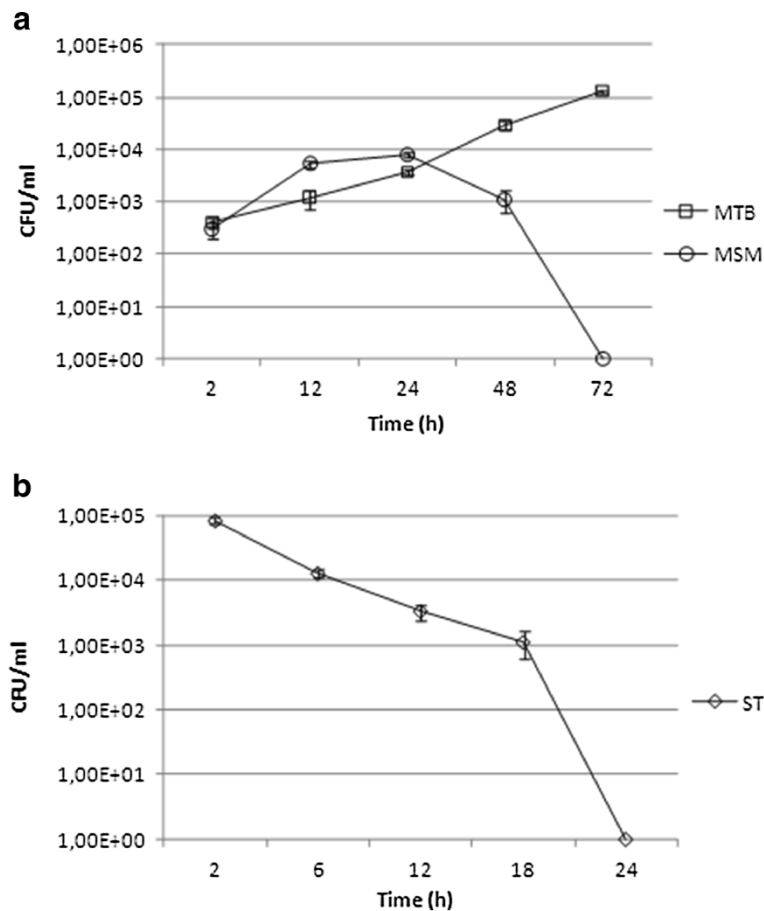 a
1,00E+06
1,00E+05
1,00E+04
1,00E+03
1,00E+02
1,00E+01
1,00E+00
CFU/ml
2 12 24 48 72
Time (h)
MTB
MSM
b
1,00E+05
1,00E+04
1,00E+03
1,00E+02
1,00E+01
1,00E+00
CFU/ml
2 6 12 18 24
Time (h)
ST